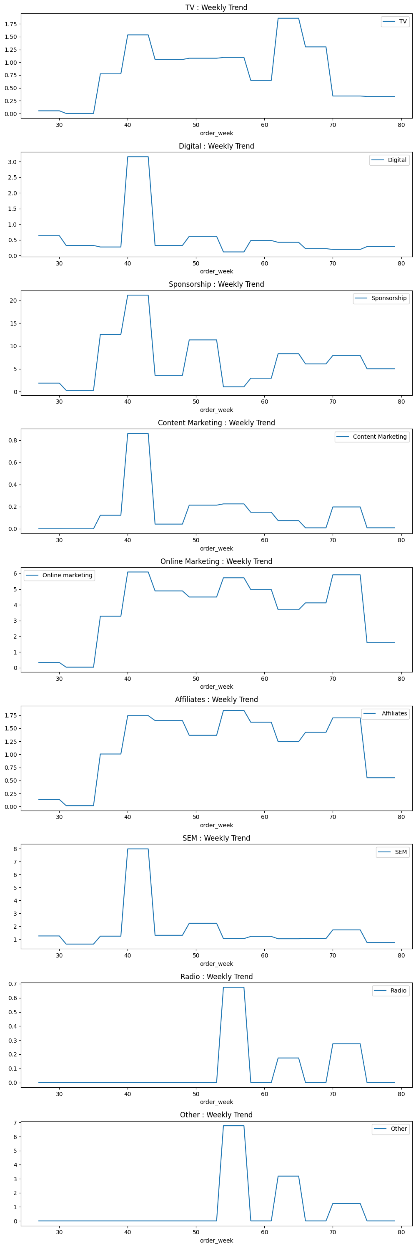 TV : Weekly Trend
TV
1.75
1.50
1.25
1.00
0.75
0.50
0.25
0.00
30 40 50 60 70 80
order_week
Digital : Weekly Trend
Digital
3.0
2.5
2.0
1.5
1.0
0.5
0.0
30 40 50 60 70 80
order_week
Sponsorship : Weekly Trend
Sponsorship
20
15
10
5
0
30 40 50 60 70 80
order_week
Content Marketing : Weekly Trend
Content Marketing
0.8
0.6
0.4
0.2
0.0
30 40 50 60 70 80
order_week
Online Marketing : Weekly Trend
Online marketing
6
5
4
3
2
1
0
30 40 50 60 70 80
order_week
Affiliates : Weekly Trend
Affiliates
1.75
1.50
1.25
1.00
0.75
0.50
0.25
0.00
30 40 50 60 70 80
order_week
SEM : Weekly Trend
SEM
8
7
6
5
4
3
2
1
30 40 50 60 70 80
order_week
Radio : Weekly Trend
Radio
0.7
0.6
0.5
0.4
0.3
0.2
0.1
0.0
30 40 50 60 70 80
order_week
Other : Weekly Trend
Other
7
6
5
4
3
2
1
0
30 40 50 60 70 80
order_week